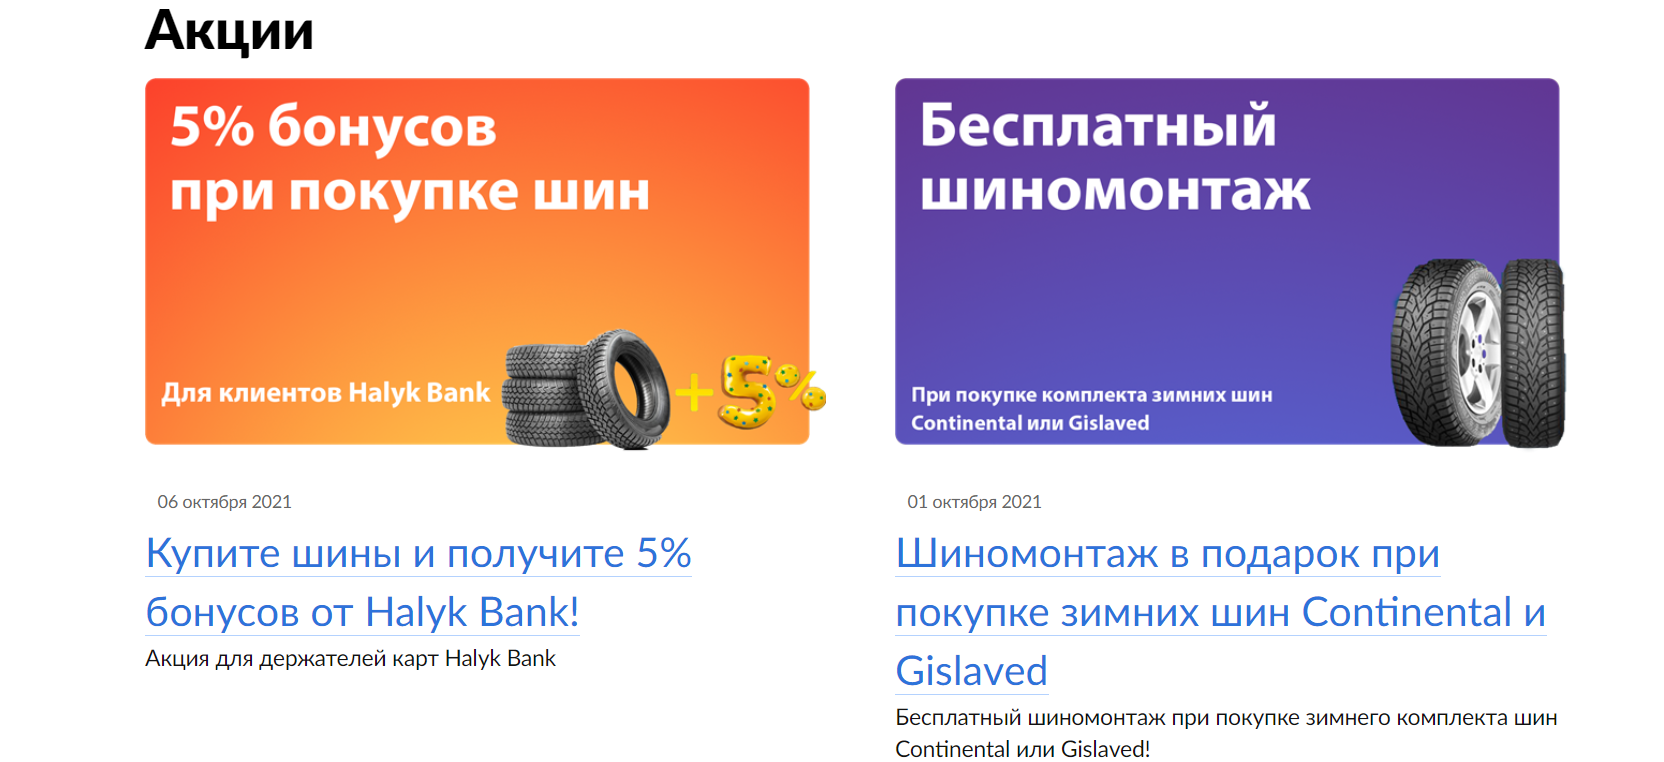 Акции
5% бонусов
при покупке шин
Для клиентов Halyk Bank
+5%
06 октября 2021
Купите шины и получите 5%
бонусов от Halyk Bank!
Акция для держателей карт Halyk Bank
Бесплатный
шиномонтаж
При покупке комплекта зимних шин
Continental или Gislaved
01 октября 2021
Шиномонтаж в подарок при
покупке зимних шин Continental и
Gislaved
Бесплатный шиномонтаж при покупке зимнего комплекта шин
Continental или Gislaved!